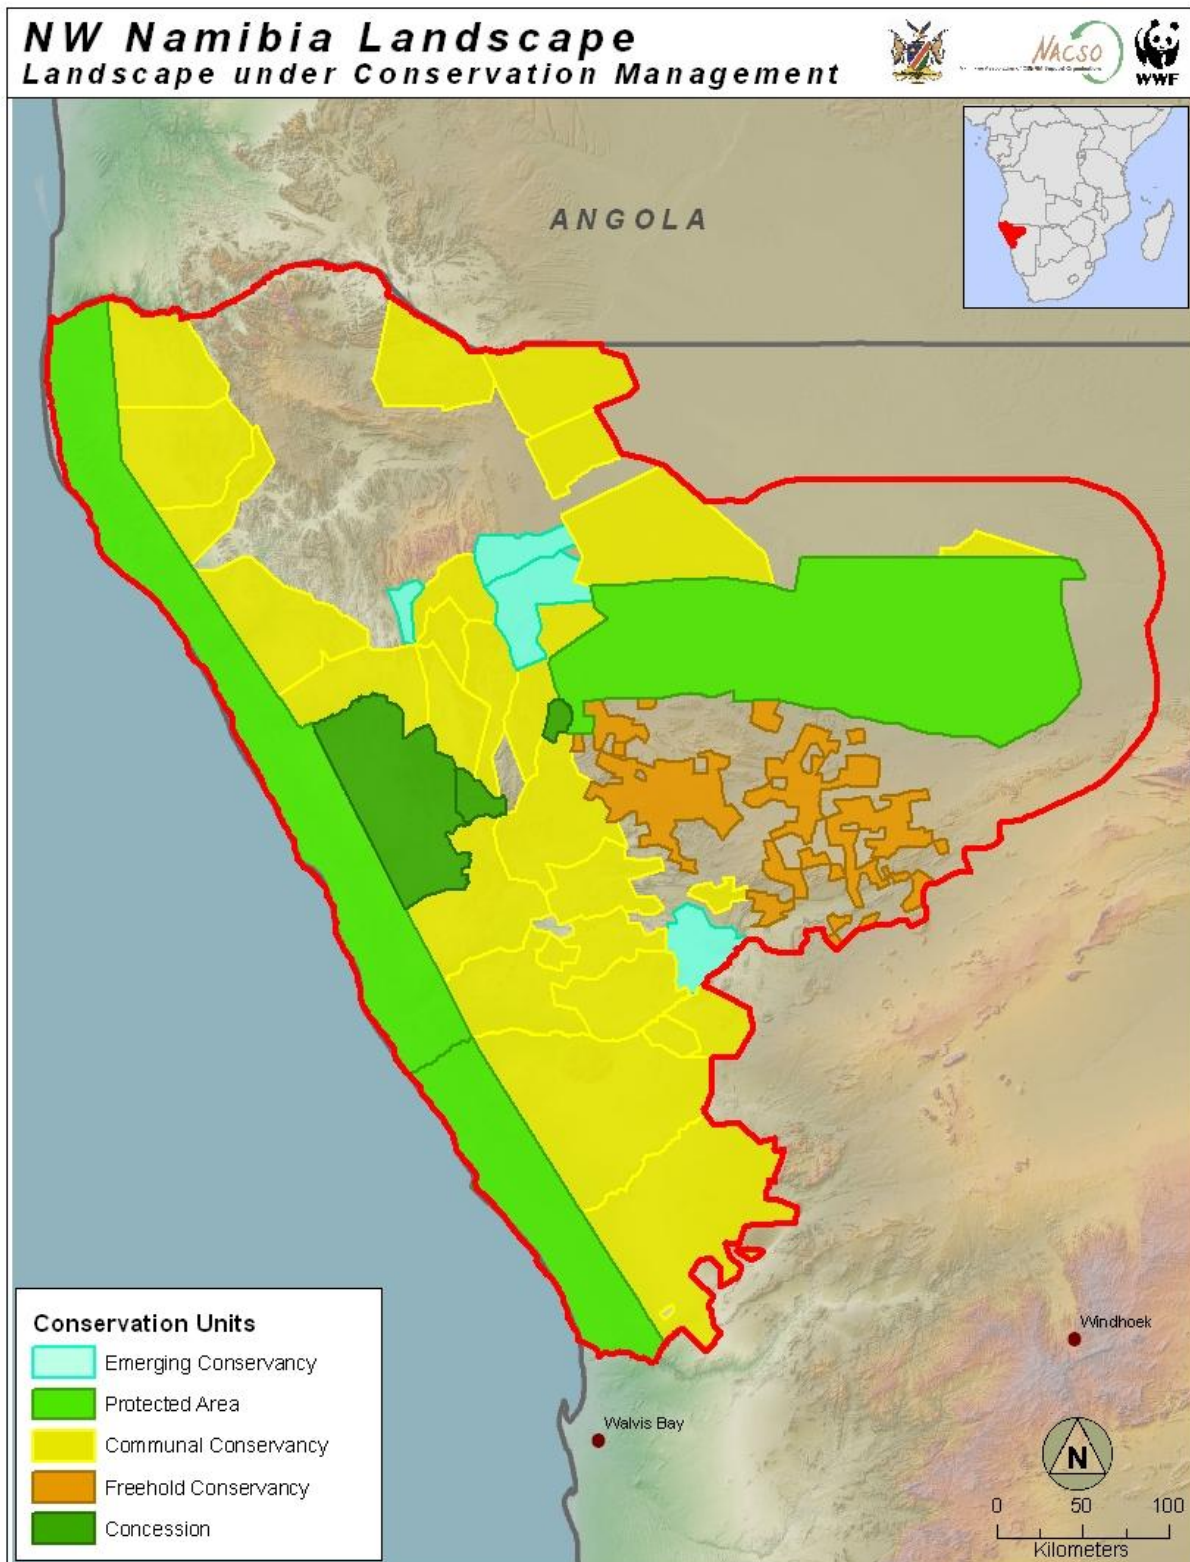 NW Namibia Landscape
Landscape under Conservation Management
NACSO
WWF
ANGOLA
Conservation Units
Emerging Conservancy
Protected Area
Communal Conservancy
Freehold Conservancy
Concession
Windhoek
Walvis Bay
N
0 50 100
Kilometers